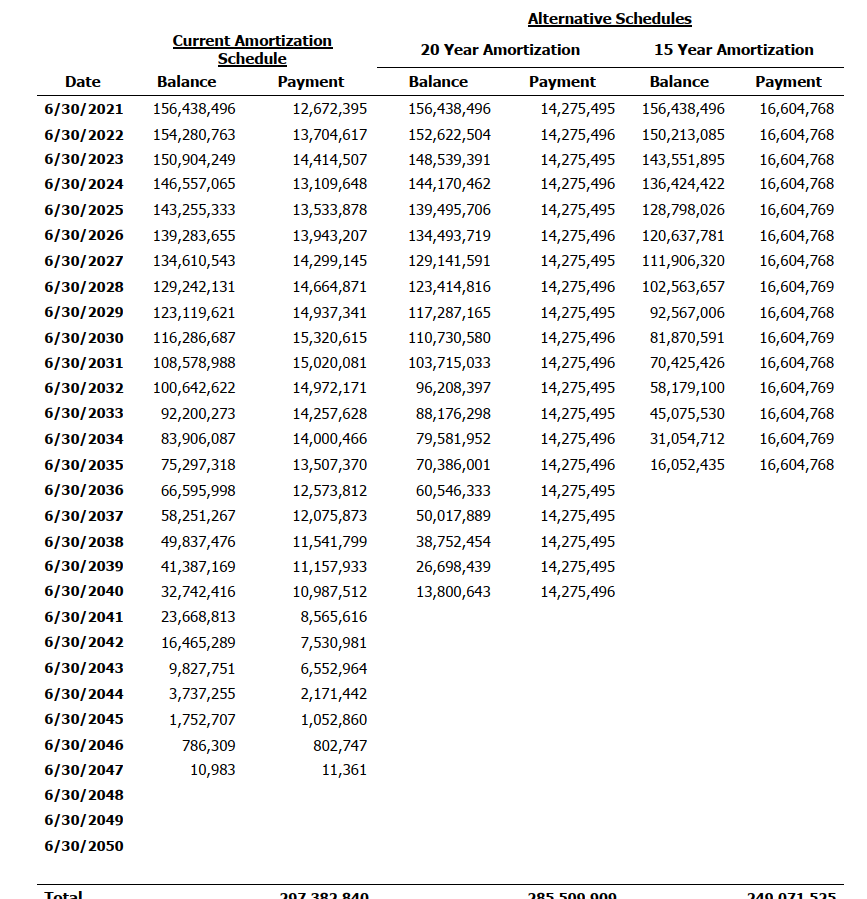 Alternative Schedules
Current Amortization Schedule 20 Year Amortization 15 Year Amortization
Date Balance Payment Balance Payment Balance Payment
6/30/2021 156,438,496 12,672,395 156,438,496 14,275,495 156,438,496 16,604,768
6/30/2022 154,280,763 13,704,617 152,622,504 14,275,496 150,213,085 16,604,768
6/30/2023 150,904,249 14,414,507 148,539,391 14,275,495 143,551,895 16,604,768
6/30/2024 146,557,065 13,109,648 144,170,462 14,275,496 136,424,422 16,604,768
6/30/2025 143,255,333 13,533,878 139,495,706 14,275,495 128,798,026 16,604,769
6/30/2026 139,283,655 13,943,207 134,493,719 14,275,496 120,637,781 16,604,768
6/30/2027 134,610,543 14,299,145 129,141,591 14,275,495 111,906,320 16,604,768
6/30/2028 129,242,131 14,664,871 123,414,816 14,275,496 102,563,657 16,604,769
6/30/2029 123,119,621 14,937,341 117,287,165 14,275,495 92,567,006 16,604,768
6/30/2030 116,286,687 15,320,615 110,730,580 14,275,496 81,870,591 16,604,769
6/30/2031 108,578,988 15,020,081 103,715,033 14,275,496 70,425,426 16,604,768
6/30/2032 100,642,622 14,972,171 96,208,397 14,275,495 58,179,100 16,604,769
6/30/2033 92,200,273 14,257,628 88,176,298 14,275,495 45,075,530 16,604,768
6/30/2034 83,906,087 14,000,466 79,581,952 14,275,496 31,054,712 16,604,769
6/30/2035 75,297,318 13,507,370 70,386,001 14,275,496 16,052,435 16,604,768
6/30/2036 66,595,998 12,573,812 60,546,333 14,275,495
6/30/2037 58,251,267 12,075,873 50,017,889 14,275,495
6/30/2038 49,837,476 11,541,799 38,752,454 14,275,495
6/30/2039 41,387,169 11,157,933 26,698,439 14,275,495
6/30/2040 32,742,416 10,987,512 13,800,643 14,275,496
6/30/2041 23,668,813 8,565,616
6/30/2042 16,465,289 7,530,981
6/30/2043 9,827,751 6,552,964
6/30/2044 3,737,255 2,171,442
6/30/2045 1,752,707 1,052,860
6/30/2046 786,309 802,747
6/30/2047 10,983 11,361
6/30/2048
6/30/2049
6/30/2050
Total 297,382,840 285,509,909 249,071,525